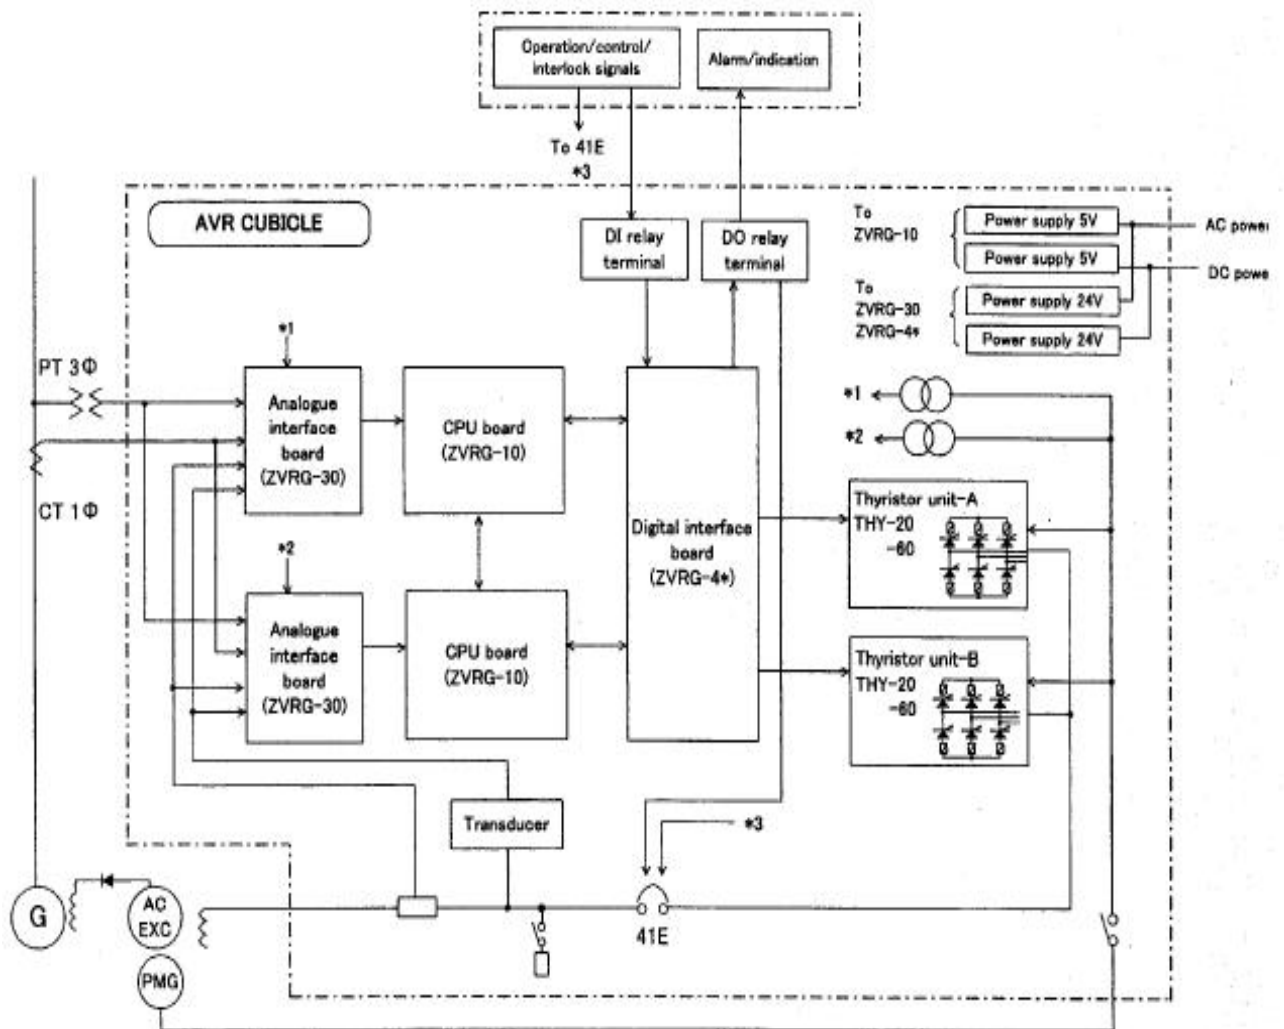 Operation/control/
interlock signals
Alarm/indication
To 41E
*3
AVR CUBICLE
DI relay
terminal
DO relay
terminal
To
ZVRG-10
Power supply 5V
Power supply 5V
AC power
DC powe
To
ZVRG-30
ZVRG-4*
Power supply 24V
Power supply 24V
*1
PT 3Φ
CT 1Φ
Analogue
interface
board
(ZVRG-30)
CPU board
(ZVRG-10)
Digital interface
board
(ZVRG-4*)
*1
*2
Thyristor unit-A
THY-20
-60
*2
Analogue
interface
board
(ZVRG-30)
CPU board
(ZVRG-10)
Thyristor unit-B
THY-20
-60
Transducer
*3
41E
G
AC
EXC
PMG